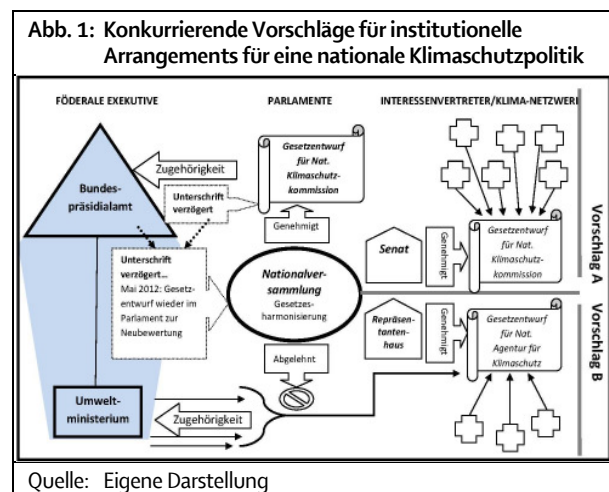 Abb. 1: Konkurrierende Vorschläge für institutionelle
Arrangements für eine nationale Klimaschutzpolitik
FÖDERALE EXEKUTIVE
PARLAMENTE
INTERESSENVERTRETER/KLIMA-NETZWERK
Bundes-
präsidialamt
Zugehörigkeit
Unterschrift
verzögert
Gesetzentwurf
für Nat.
Klimaschutz-
kommission
Genehmigt
Unterschrift
verzögert...
Mai 2012: Gesetz-
entwurf wieder im
Parlament zur
Neubewertung
Nationalver-
sammlung
Gesetzes-
harmonisierung
Senat
Genehmigt
Gesetzentwurf
für Nat.
Klimaschutz-
kommission
Vorschlag A
Repräsen-
tanten-
haus
Genehmigt
Gesetzentwurf
für Nat.
Agentur für
Klimaschutz
Vorschlag B
Abgelehnt
Umwelt-
ministerium
Zugehörigkeit
Quelle: Eigene Darstellung